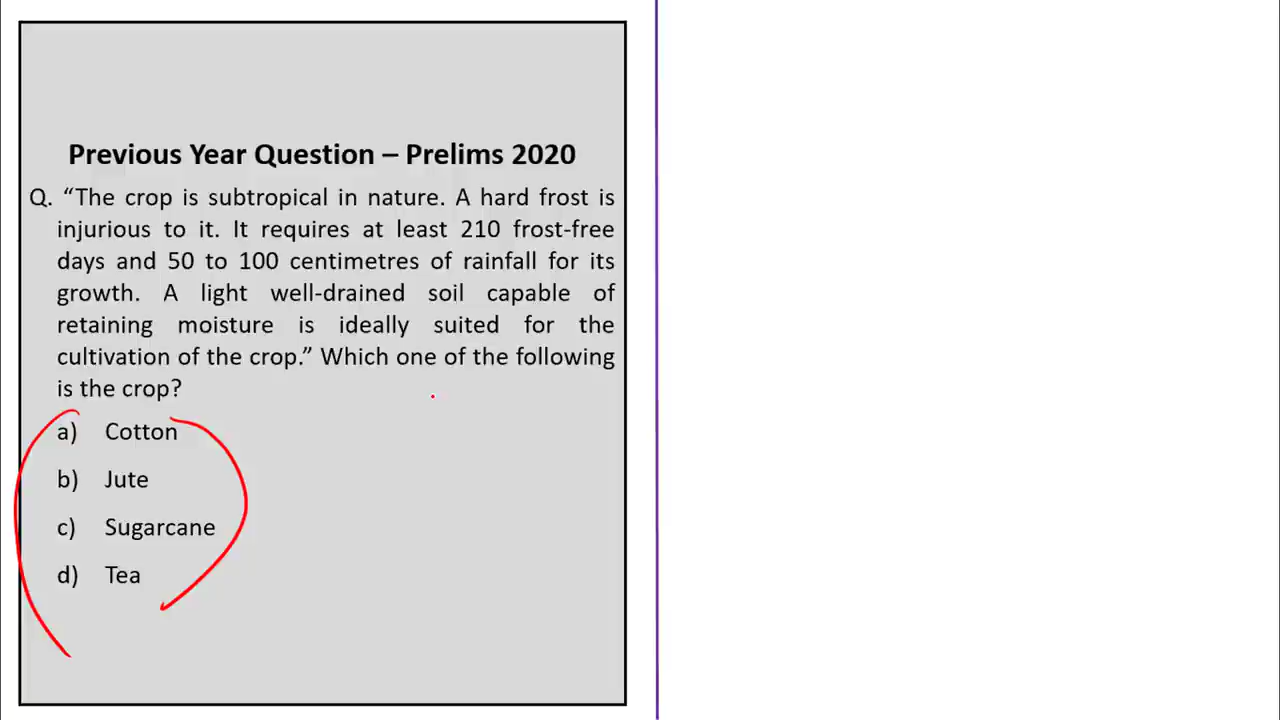 Previous Year Question – Prelims 2020
Q. “The crop is subtropical in nature. A hard frost is
injurious to it. It requires at least 210 frost-free
days and 50 to 100 centimetres of rainfall for its
growth. A light well-drained soil capable of
retaining moisture is ideally suited for the
cultivation of the crop.” Which one of the following
is the crop?
a) Cotton
b) Jute
c) Sugarcane
d) Tea